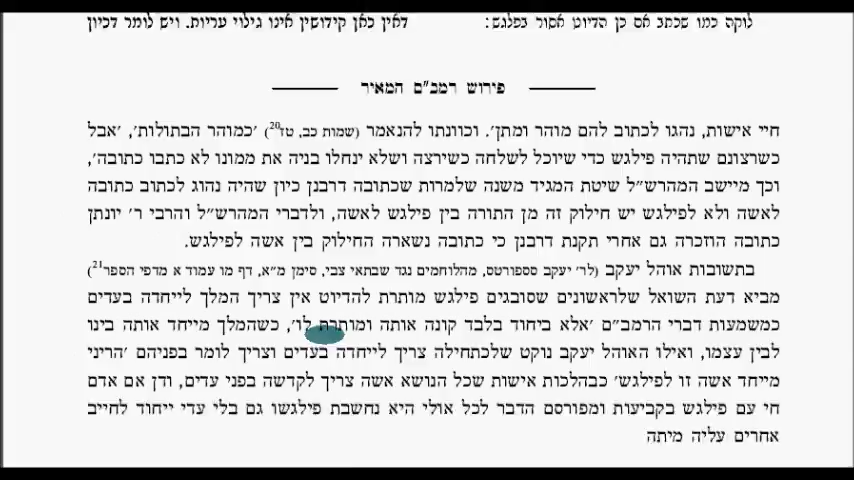 לוקה כמו שכתב אם כן הדיוט אסור בפילגש:
דאין כאן קידושין אינו גילוי עריות. ויש לומר דכיון
פירוש רמב"ם המאיר
חיי אישות, נהגו לכתוב להם מוהר ומתן'. וכוונתו להנאמר (שמות כב, טז20) 'כמוהר הבתולות', 'אבל
כשרצונם שתהיה פילגש כדי שיוכל לשלחה כשירצה ושלא ינחלו בניה את ממונו לא כתבו כתובה',
וכך מיישב המהרש"ל שיטת המגיד משנה שלמרות שכתובה דרבנן כיון שהיה נהוג לכתוב כתובה
לאשה ולא לפילגש יש חילוק זה מן התורה בין פילגש לאשה, ולדברי המהרש"ל והרבי ר' יונתן
כתובה הוזכרה גם אחרי תקנת דרבנן כי כתובה נשארה החילוק בין אשה לפילגש.
בתשובות אוהל יעקב (לר' יעקב סספורטס, מהלוחמים נגד שבתאי צבי, סימן מ"א, דף מו עמוד א מדפי הספר21)
מביא דעת השואל שלראשונים שסוברים פילגש מותרת להדיוט אין צריך המלך לייחדה בעדים
כמשמעות דברי הרמב"ם 'אלא ביחוד בלבד קונה אותה ומותרת לו', כשהמלך מייחד אותה בינו
לבין עצמו, ואילו האוהל יעקב נוקט שלכתחילה צריך לייחדה בעדים וצריך לומר בפניהם 'הריני
מייחד אשה זו לפילגש' כבהלכות אישות שכל הנושא אשה צריך לקדשה בפני עדים, ודן אם אדם
חי עם פילגש בקביעות ומפורסם הדבר לכל אולי היא נחשבת פילגשו גם בלי עדי ייחוד לחייב
אחרים עליה מיתה